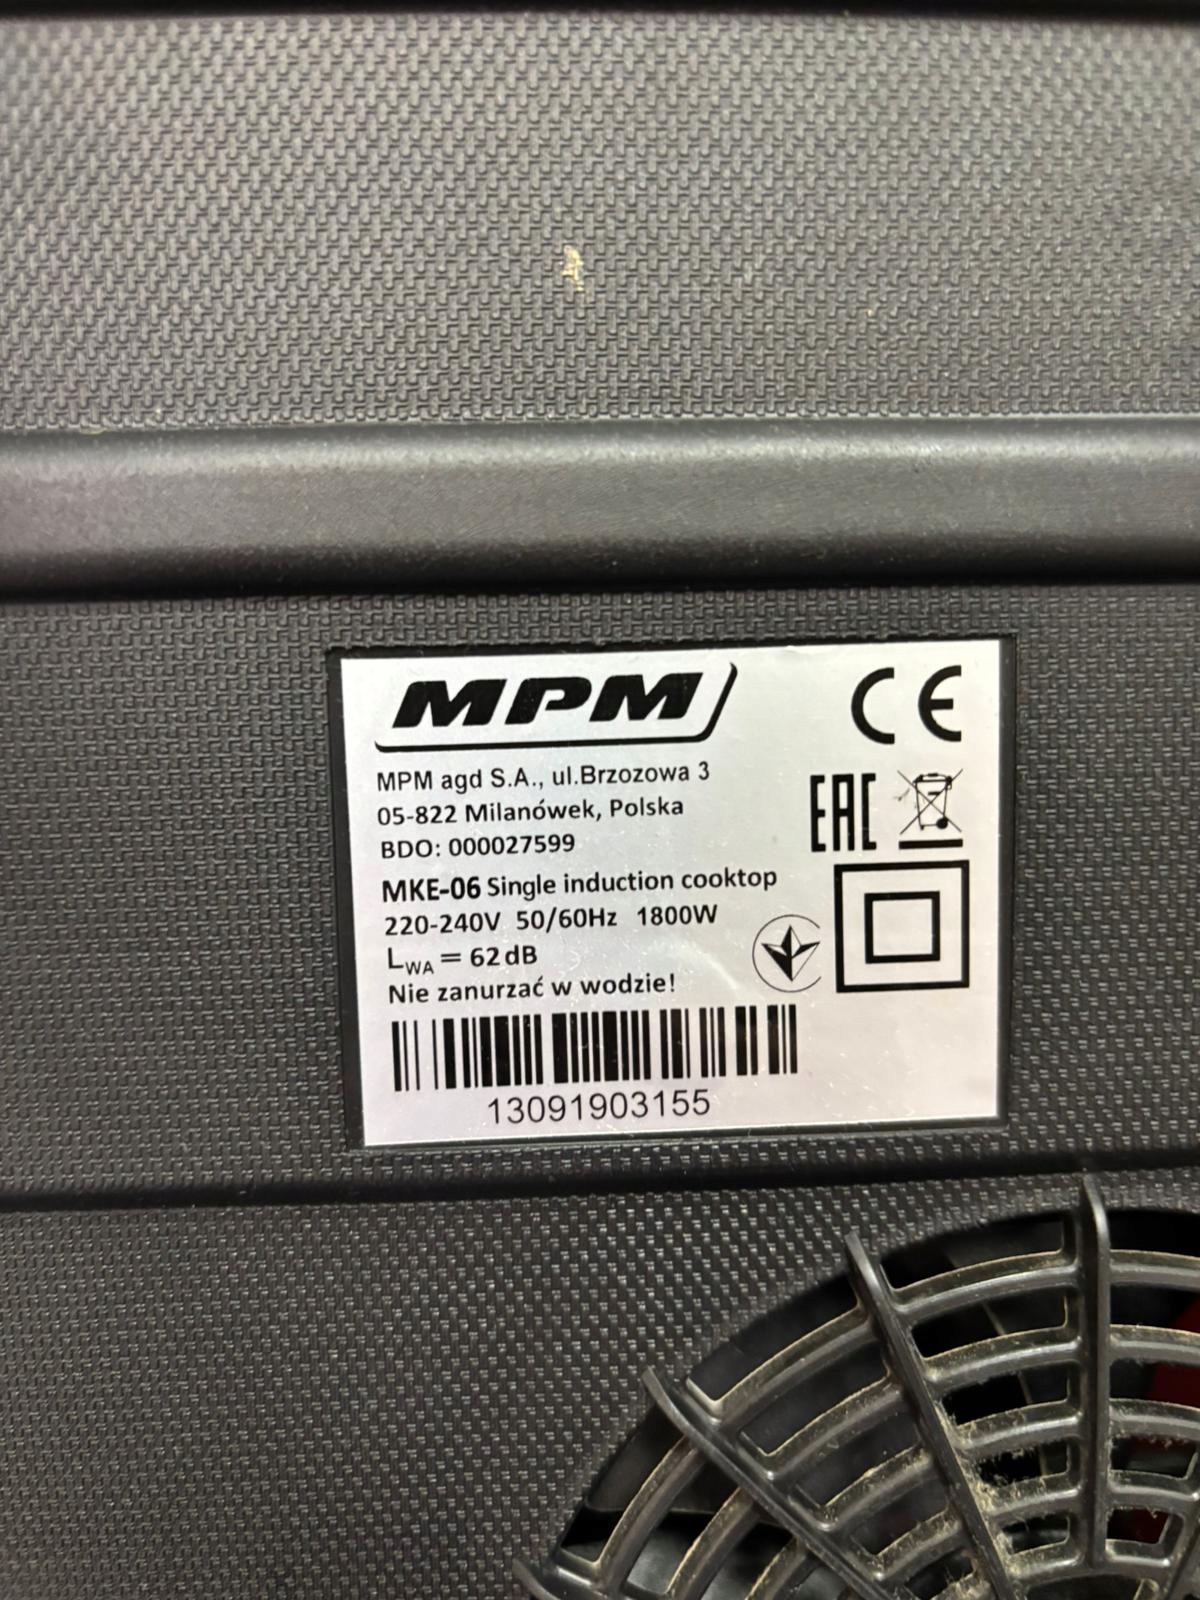 MPM
CE
MPM agd S.A., ul.Brzozowa 3
05-822 Milanówek, Polska
EAC
BDO: 000027599
MKE-06 Single induction cooktop
220-240V 50/60Hz 1800W
LWA = 62 dB
Nie zanurzać w wodzie!
13091903155